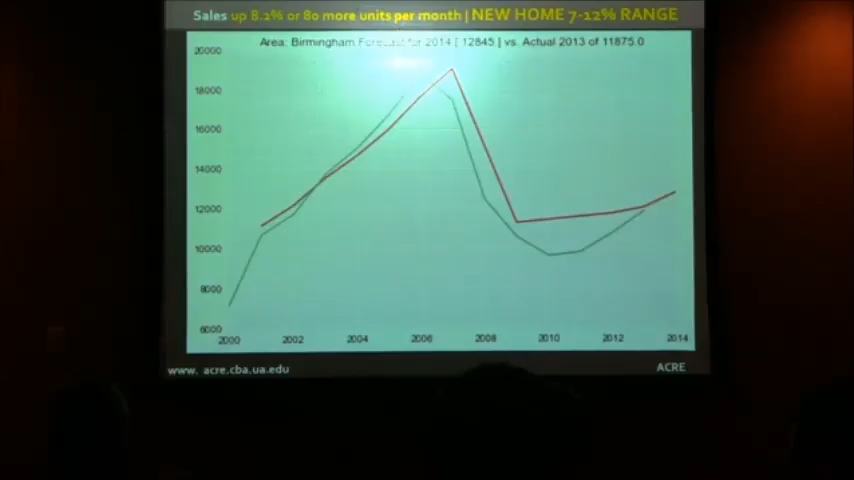 Sales up 8.2% or 80 more units per month | NEW HOME 7-12% RANGE
Area: Birmingham Forecast for 2014 [ 12845 ] vs. Actual 2013 of 11875.0
20000
18000
16000
14000
12000
10000
8000
6000
2000 2002 2004 2006 2008 2010 2012 2014
www. acre.cba.ua.edu ACRE